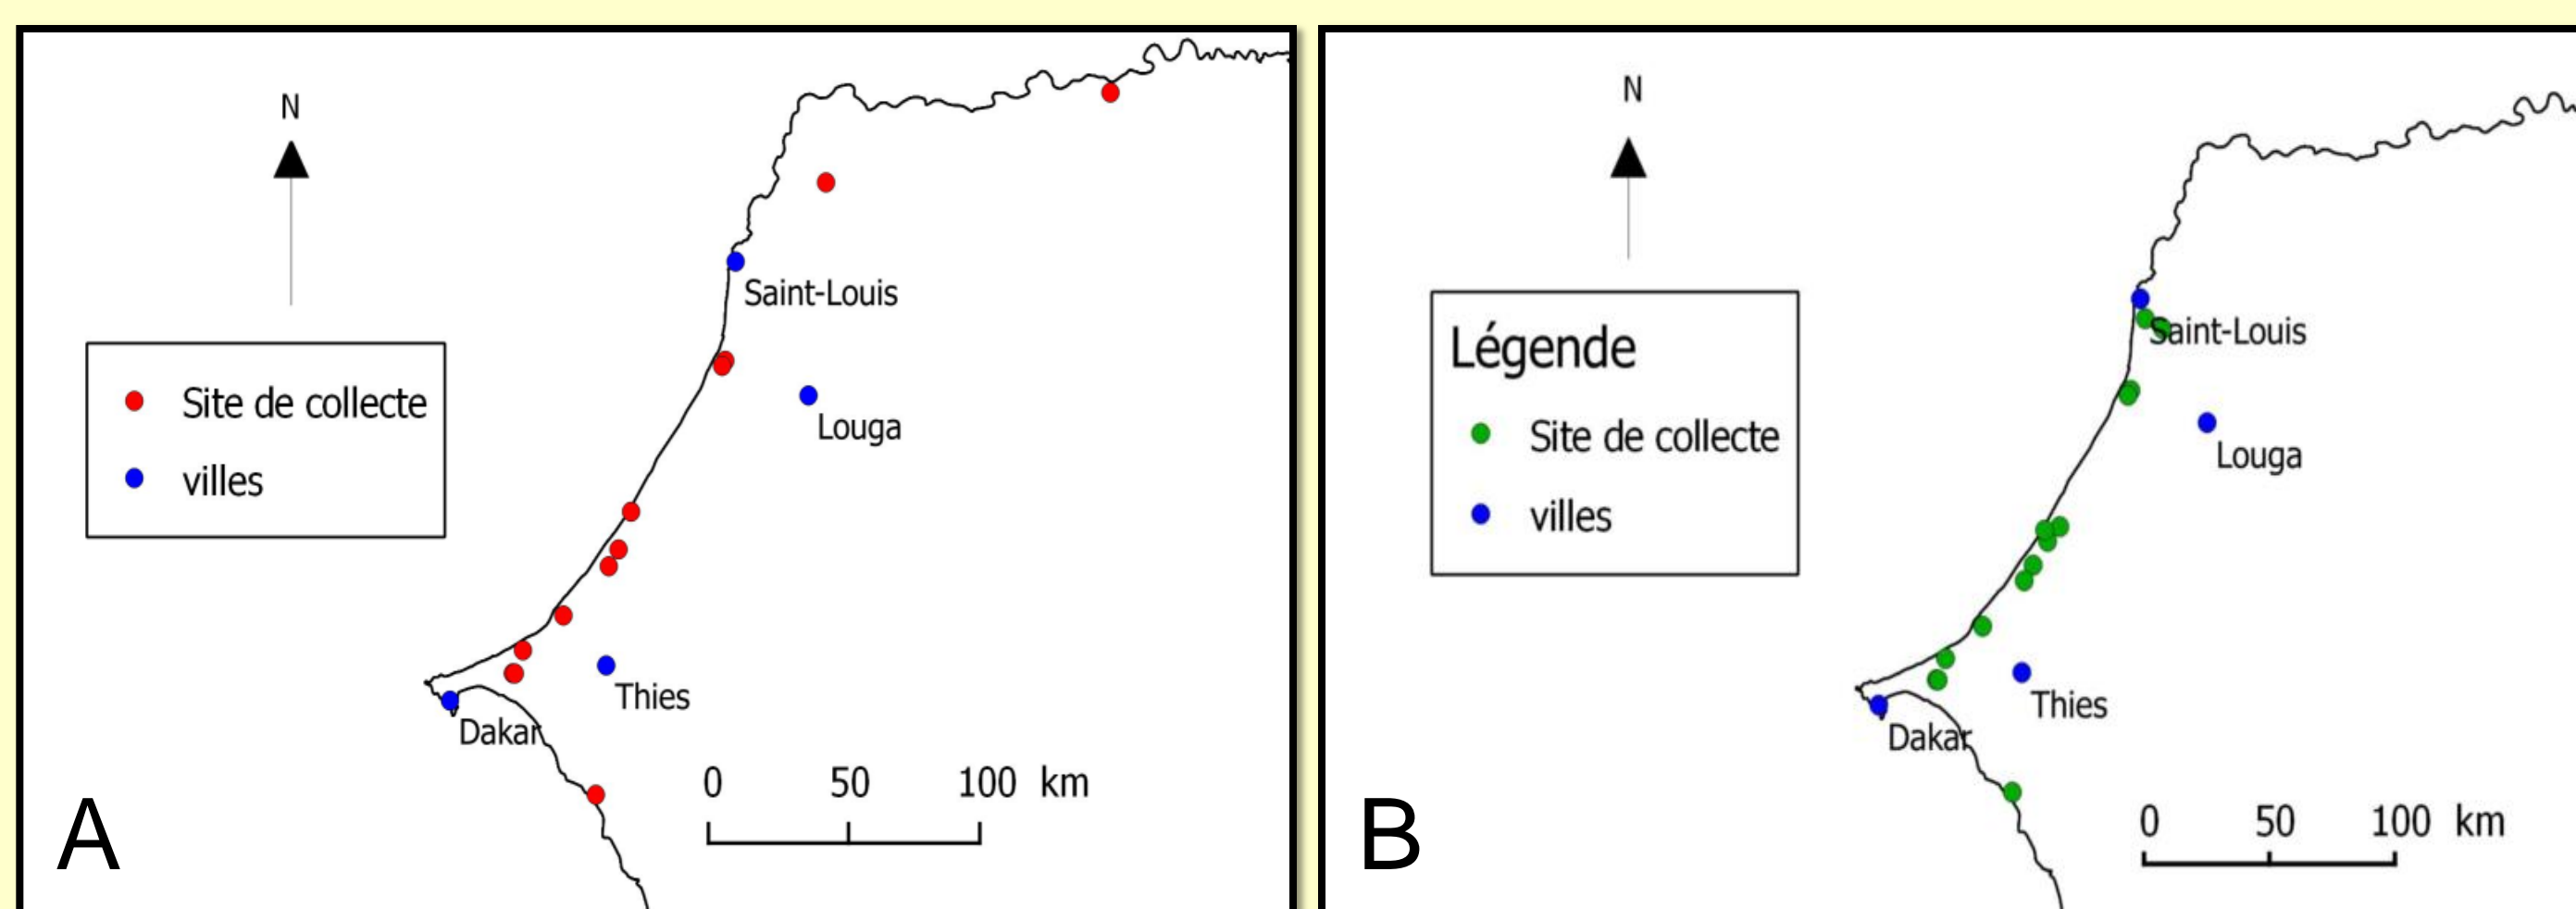 N
Site de collecte
villes
Saint-Louis
Louga
Thies
Dakar
0 50 100 km
A
N
Légende
Site de collecte
villes
Saint-Louis
Louga
Thies
Dakar
0 50 100 km
B